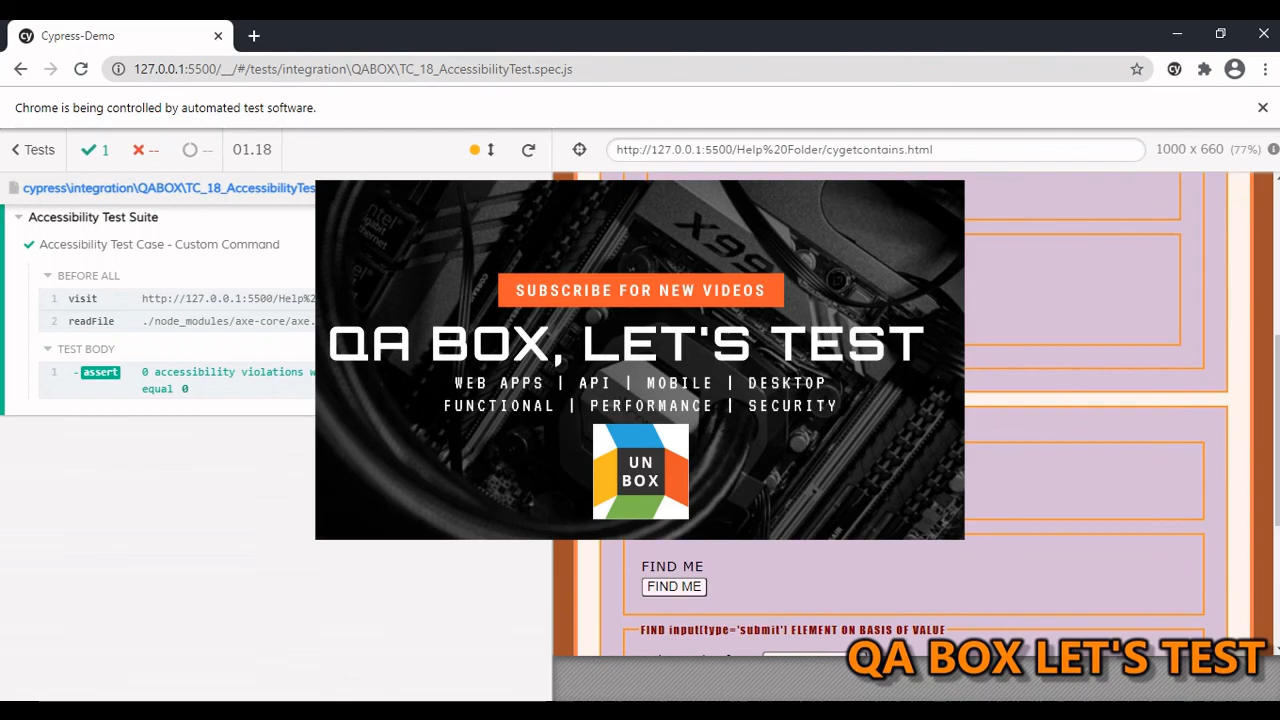 Cypress-Demo
127.0.0.1:5500/__/#/tests/integration\QABOX\TC_18_AccessibilityTest.spec.js
Chrome is being controlled by automated test software.
Tests 1 -- -- 01.18
http://127.0.0.1:5500/Help%20Folder/cygetcontains.html 1000 x 660 (77%)
cypress\integration\QABOX\TC_18_AccessibilityTes
Accessibility Test Suite
Accessibility Test Case - Custom Command
BEFORE ALL
1 visit http://127.0.0.1:5500/Help%2
2 readFile ./node_modules/axe-core/axe.
TEST BODY
1 -assert 0 accessibility violations
equal 0
X99
SUBSCRIBE FOR NEW VIDEOS
QA BOX, LET'S TEST
WEB APPS | API | MOBILE | DESKTOP
FUNCTIONAL | PERFORMANCE | SECURITY
UN
BOX
FIND ME
FIND ME
FIND input[type='submit'] ELEMENT ON BASIS OF VALUE
QA BOX LET'S TEST